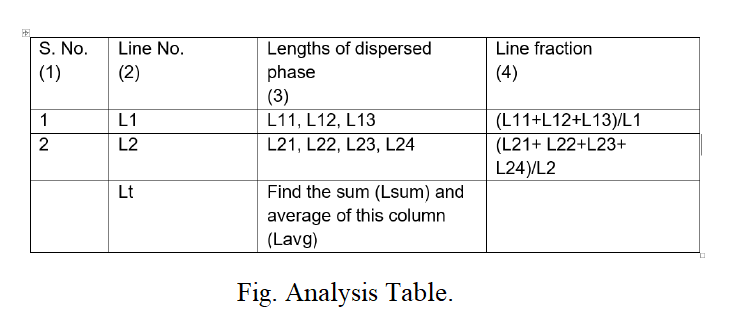 S. No. Line No. Lengths of dispersed Line fraction
(1) (2) phase (4)
(3)
1 L1 L11, L12, L13 (L11+L12+L13)/L1
2 L2 L21, L22, L23, L24 (L21+ L22+L23+
L24)/L2
Lt Find the sum (Lsum) and
average of this column
(Lavg)
Fig. Analysis Table.